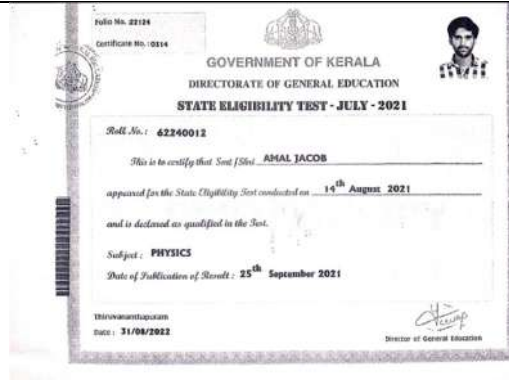 Folio No. 22124
Certificate No. : 0314
GOVERNMENT OF KERALA
DIRECTORATE OF GENERAL EDUCATION
STATE ELIGIBILITY TEST - JULY - 2021
Roll No. : 62240012
This is to certify that Smt / Shri AMAL JACOB
appeared for the State Eligibility Test conducted on 14th August 2021
and is declared as qualified in the Test.
Subject : PHYSICS
Date of Publication of Result : 25th September 2021
Thiruvananthapuram
Date : 31/08/2022
Director of General Education